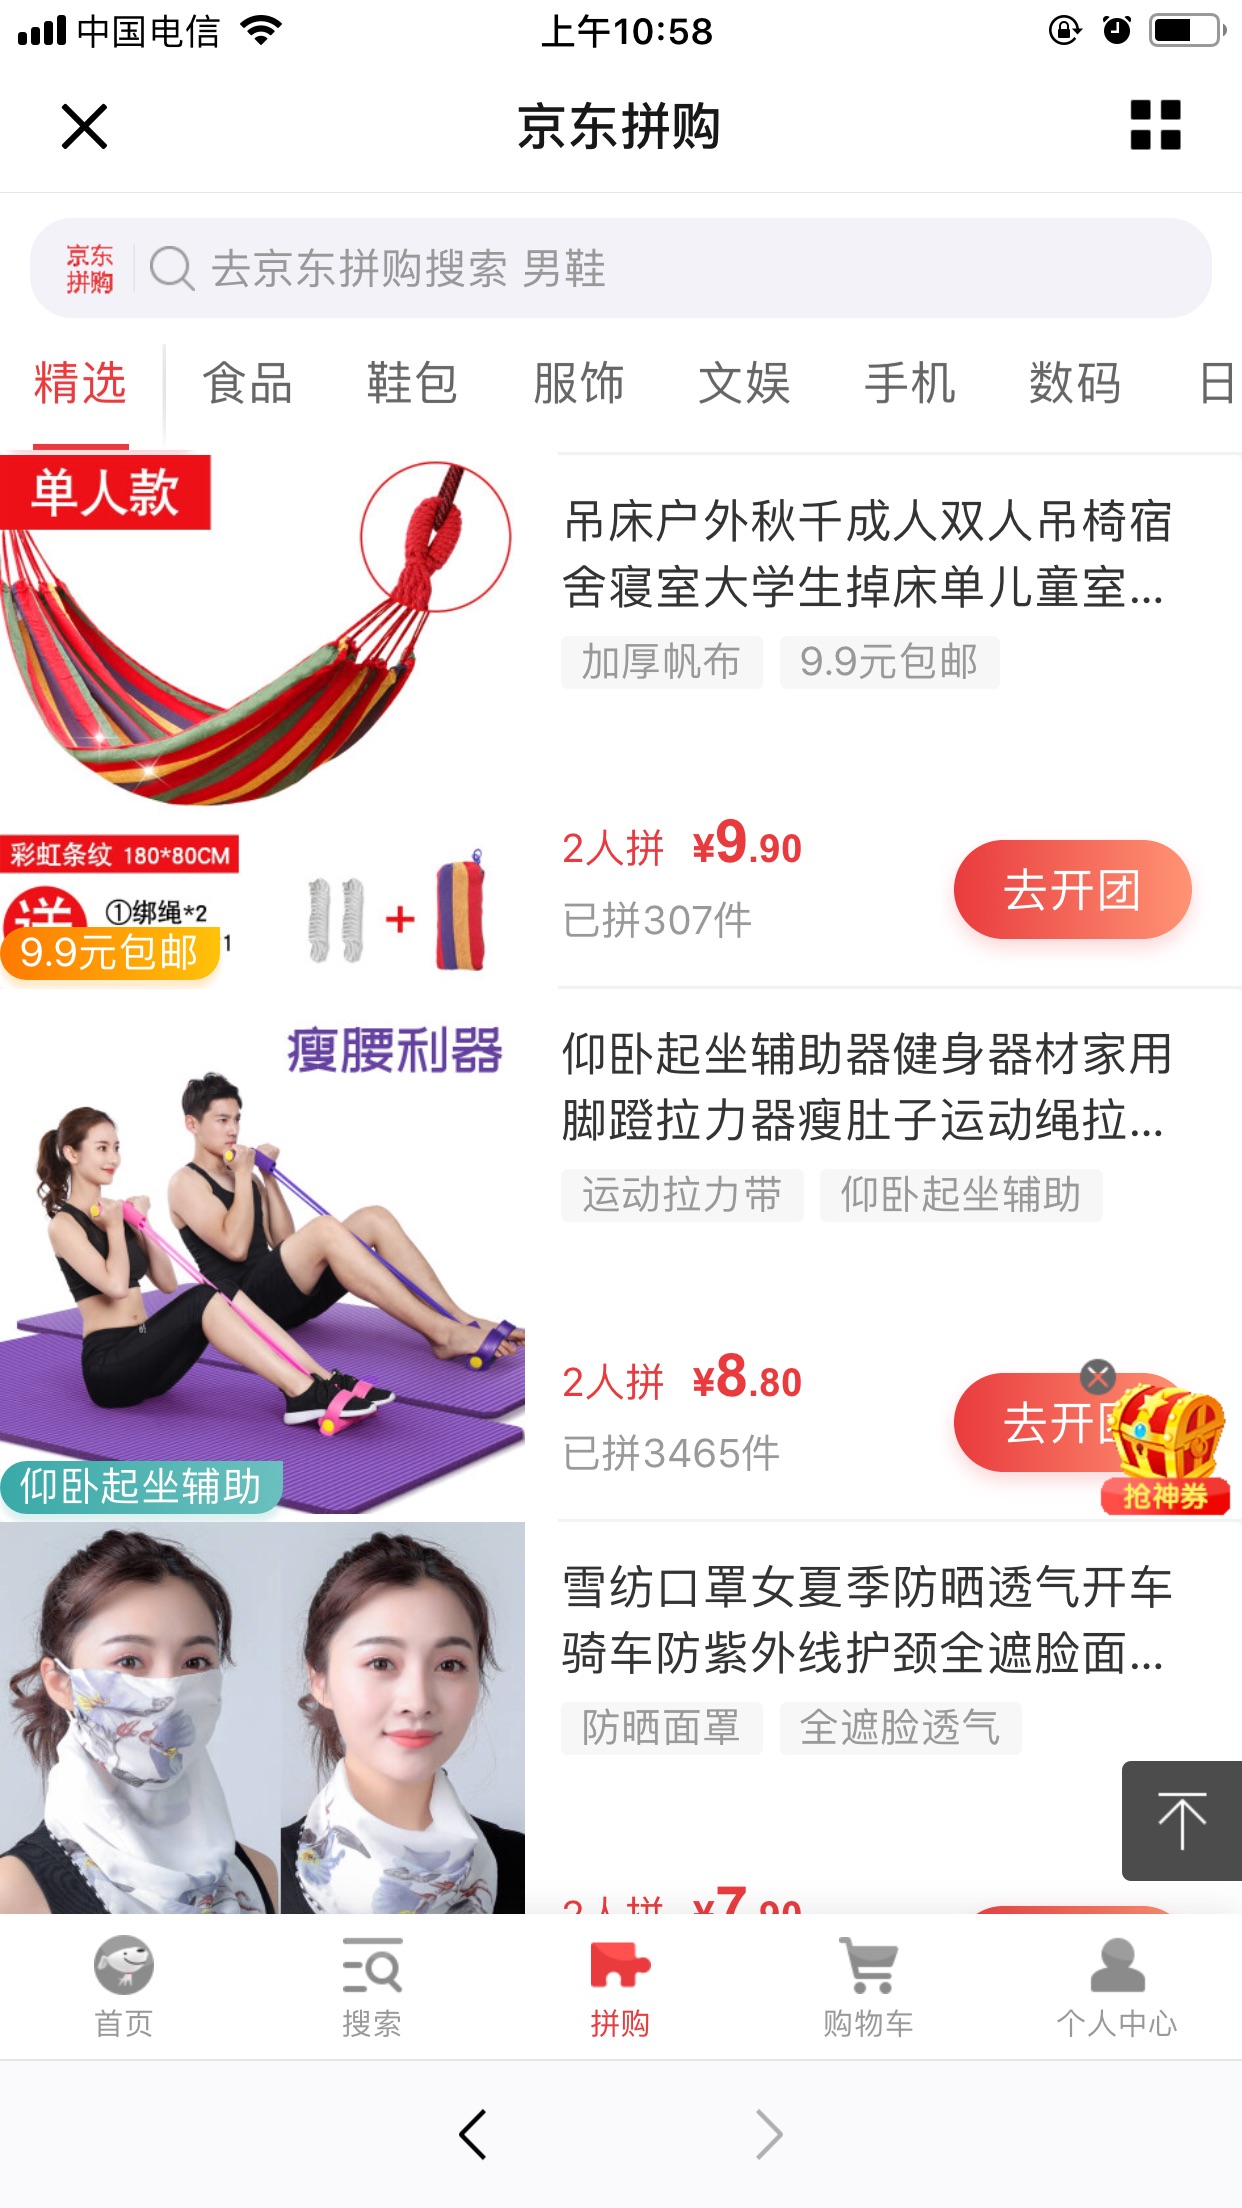 中国电信
上午10:58
京东拼购
京东
拼购
去京东拼购搜索 男鞋
精选 食品 鞋包 服饰 文娱 手机 数码 日
单人款
彩虹条纹 180*80CM
送
①绑绳*2
9.9元包邮
吊床户外秋千成人双人吊椅宿
舍寝室大学生掉床单儿童室...
加厚帆布 9.9元包邮
2人拼 ¥9.90
已拼307件
去开团
瘦腰利器
仰卧起坐辅助
仰卧起坐辅助器健身器材家用
脚蹬拉力器瘦肚子运动绳拉...
运动拉力带 仰卧起坐辅助
2人拼 ¥8.80
已拼3465件
去开团
抢神券
雪纺口罩女夏季防晒透气开车
骑车防紫外线护颈全遮脸面...
防晒面罩 全遮脸透气
2人拼 ¥7.90
首页 搜索 拼购 购物车 个人中心